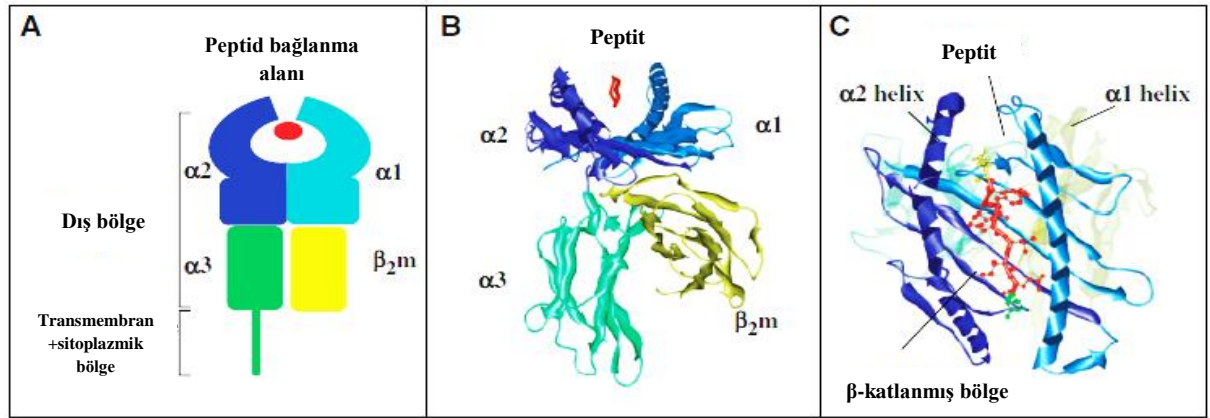 A
Peptid bağlanma
alanı
α2
α1
Dış bölge
α3
β2m
Transmembran
+sitoplazmik
bölge
B
Peptit
α2
α1
α3
β2m
C
Peptit
α2 helix
α1 helix
β-katlanmış bölge